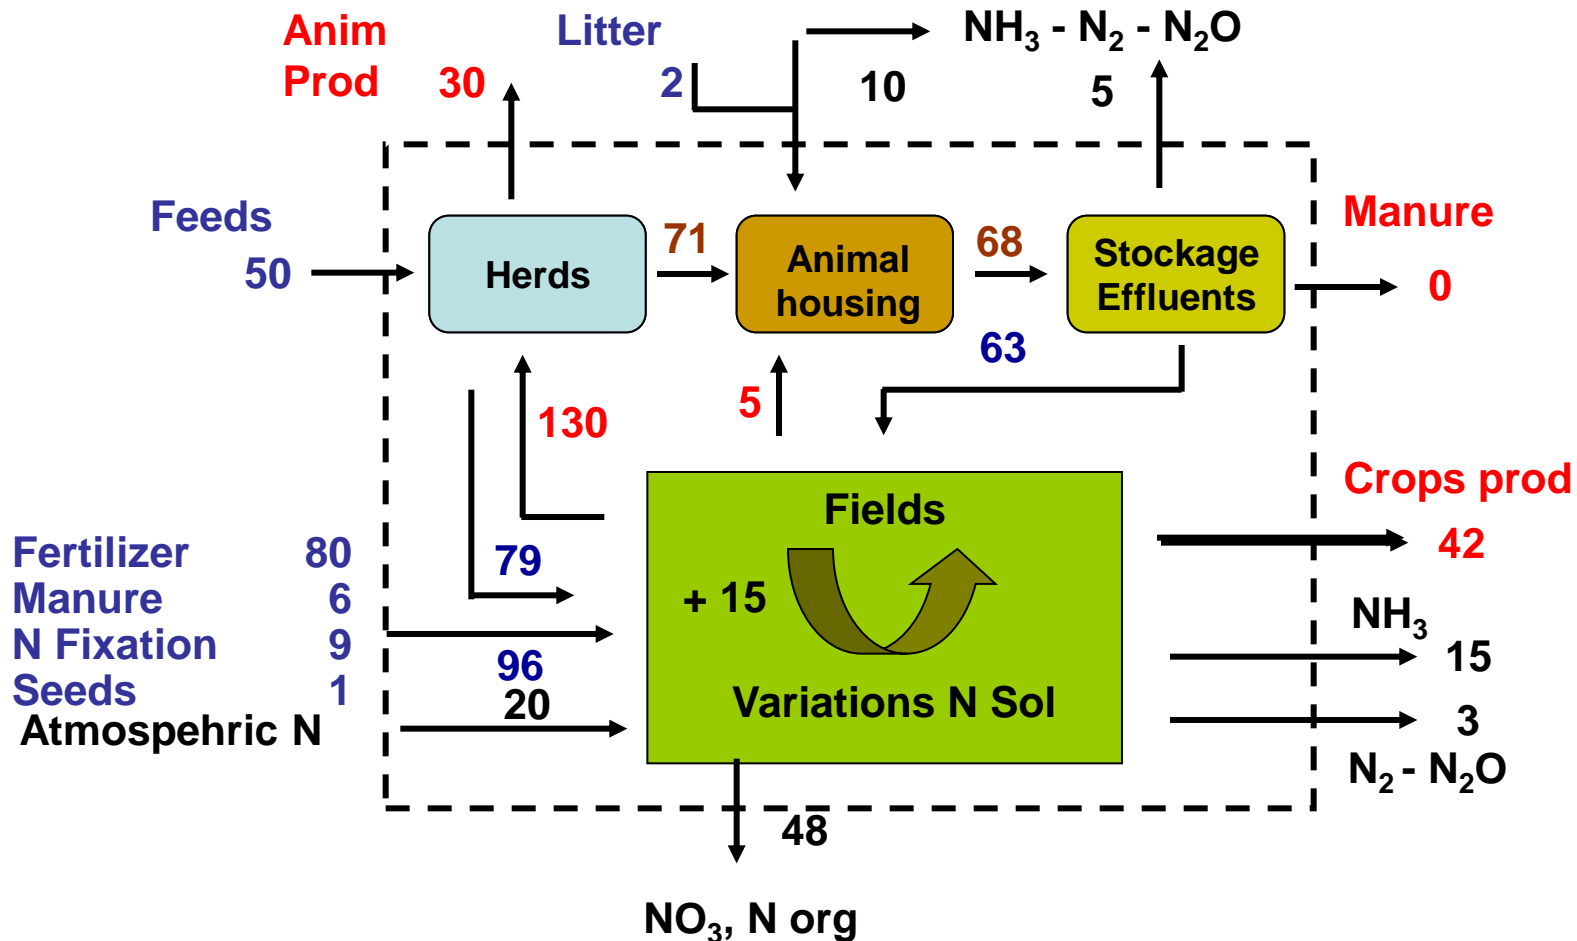 Anim
Prod 30
Litter
2
NH₃ - N₂ - N₂O
10
5
Feeds
50
Herds
71
Animal
housing
68
Stockage
Effluents
Manure
0
63
130
5
Fields
+ 15
Variations N Sol
Crops prod
42
79
Fertilizer 80
Manure 6
N Fixation 9
Seeds 1
96
20
Atmospehric N
NH₃
15
3
N₂ - N₂O
48
NO₃, N org